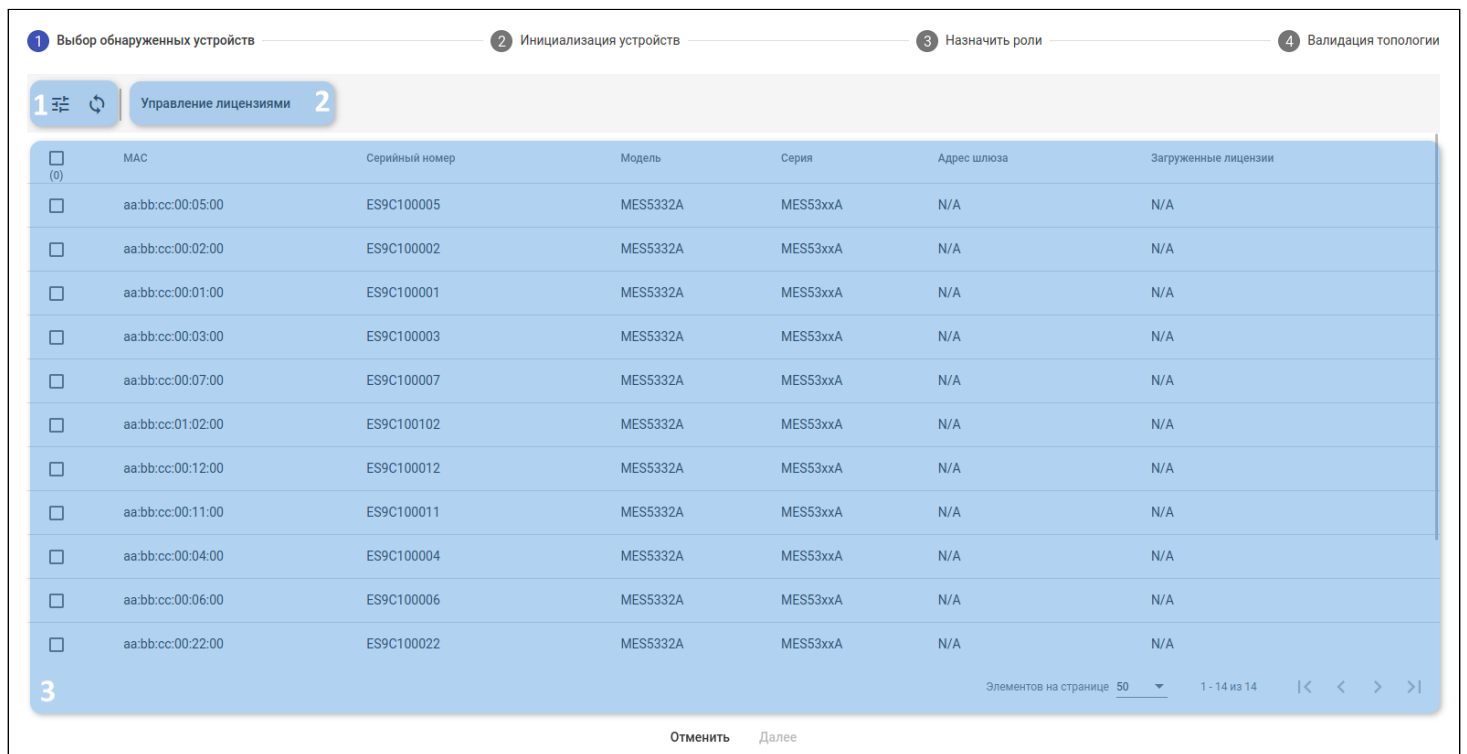 1 Выбор обнаруженных устройств 2 Инициализация устройств 3 Назначить роли 4 Валидация топологии
1 Управление лицензиями 2
MAC Серийный номер Модель Серия Адрес шлюза Загруженные лицензии
(0)
aa:bb:cc:00:05:00 ES9C100005 MES5332A MES53xxA N/A N/A
aa:bb:cc:00:02:00 ES9C100002 MES5332A MES53xxA N/A N/A
aa:bb:cc:00:01:00 ES9C100001 MES5332A MES53xxA N/A N/A
aa:bb:cc:00:03:00 ES9C100003 MES5332A MES53xxA N/A N/A
aa:bb:cc:00:07:00 ES9C100007 MES5332A MES53xxA N/A N/A
aa:bb:cc:01:02:00 ES9C100102 MES5332A MES53xxA N/A N/A
aa:bb:cc:00:12:00 ES9C100012 MES5332A MES53xxA N/A N/A
aa:bb:cc:00:11:00 ES9C100011 MES5332A MES53xxA N/A N/A
aa:bb:cc:00:04:00 ES9C100004 MES5332A MES53xxA N/A N/A
aa:bb:cc:00:06:00 ES9C100006 MES5332A MES53xxA N/A N/A
aa:bb:cc:00:22:00 ES9C100022 MES5332A MES53xxA N/A N/A
3 Элементов на странице 50 1 - 14 из 14
Отменить Далее